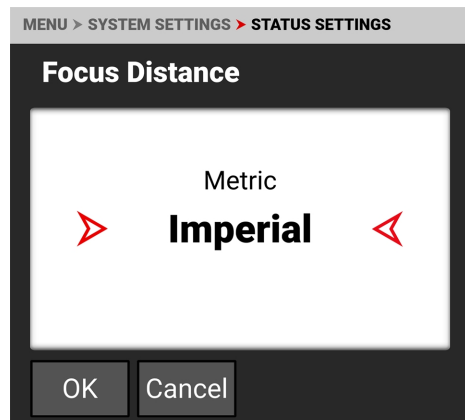 MENU > SYSTEM SETTINGS > STATUS SETTINGS
Focus Distance
Metric
Imperial
OK Cancel